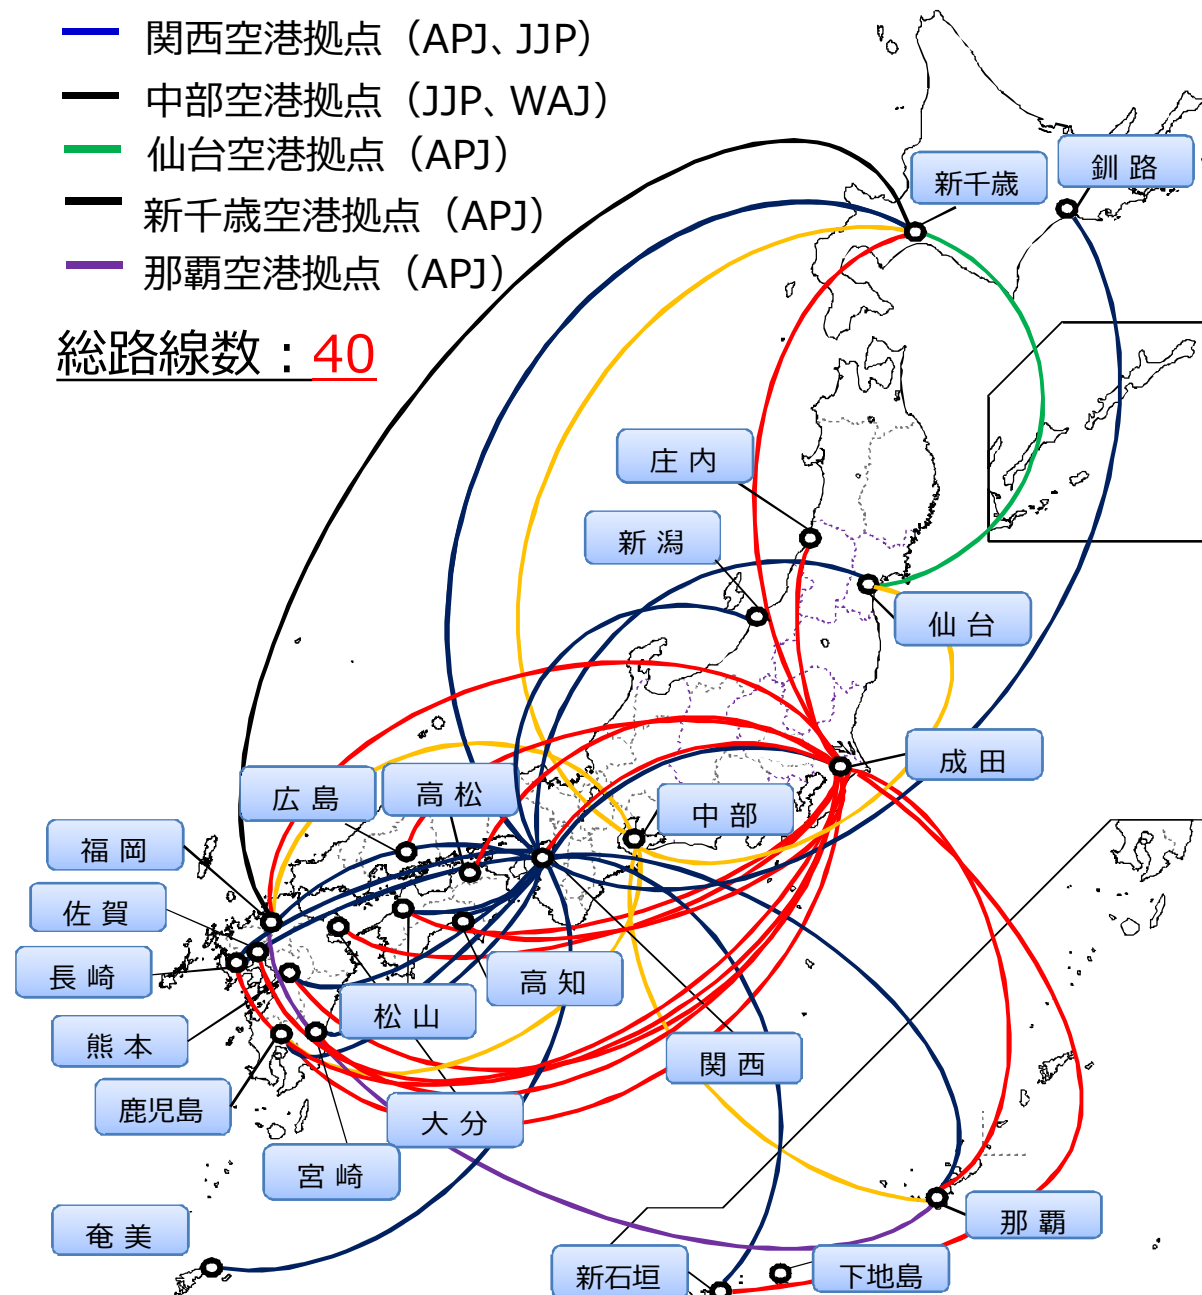 関西空港拠点（APJ、JJP）
中部空港拠点（JJP、WAJ）
仙台空港拠点（APJ）
新千歳空港拠点（APJ）
那覇空港拠点（APJ）
総路線数：40
新千歳
釧路
庄内
新潟
仙台
成田
広島
高松
中部
福岡
佐賀
長崎
高知
熊本
松山
関西
鹿児島
大分
宮崎
奄美
那覇
新石垣
下地島